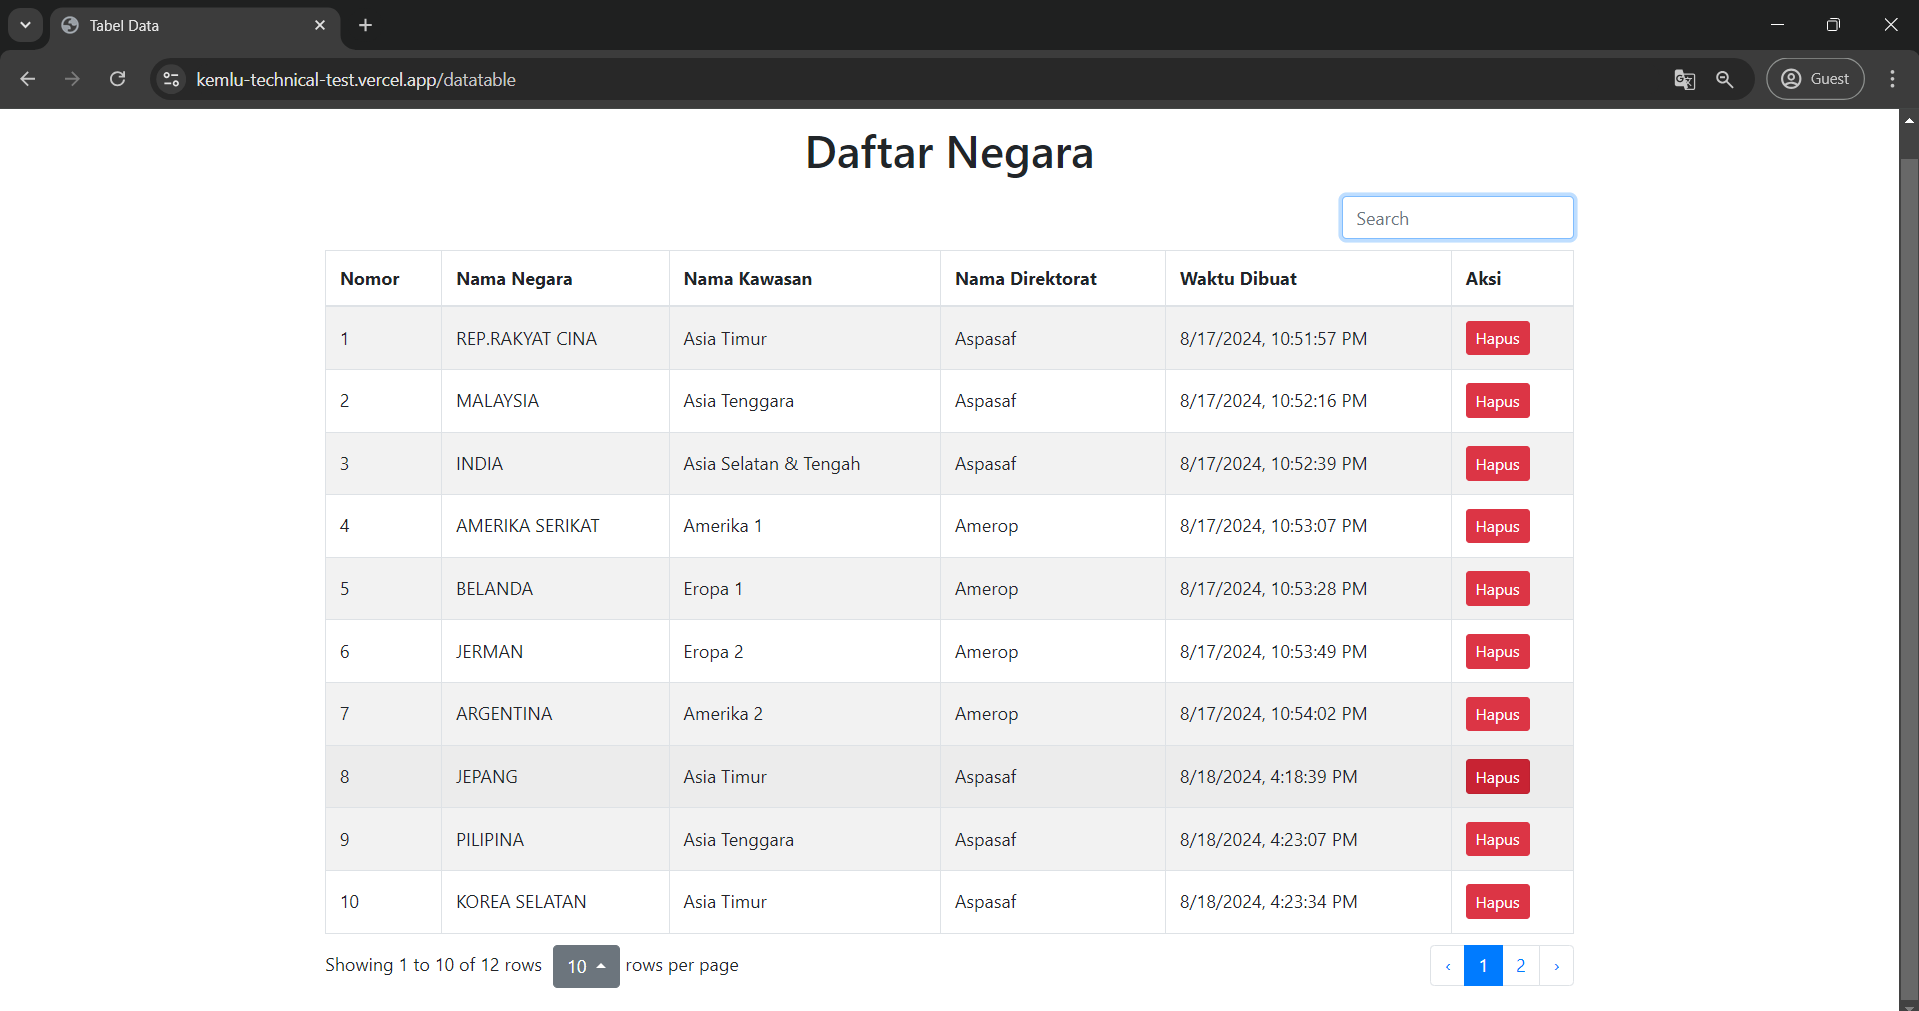 Tabel Data
kemlu-technical-test.vercel.app/datatable
Guest
Daftar Negara
Search
Nomor Nama Negara Nama Kawasan Nama Direktorat Waktu Dibuat Aksi
1 REP.RAKYAT CINA Asia Timur Aspasaf 8/17/2024, 10:51:57 PM Hapus
2 MALAYSIA Asia Tenggara Aspasaf 8/17/2024, 10:52:16 PM Hapus
3 INDIA Asia Selatan & Tengah Aspasaf 8/17/2024, 10:52:39 PM Hapus
4 AMERIKA SERIKAT Amerika 1 Amerop 8/17/2024, 10:53:07 PM Hapus
5 BELANDA Eropa 1 Amerop 8/17/2024, 10:53:28 PM Hapus
6 JERMAN Eropa 2 Amerop 8/17/2024, 10:53:49 PM Hapus
7 ARGENTINA Amerika 2 Amerop 8/17/2024, 10:54:02 PM Hapus
8 JEPANG Asia Timur Aspasaf 8/18/2024, 4:18:39 PM Hapus
9 PILIPINA Asia Tenggara Aspasaf 8/18/2024, 4:23:07 PM Hapus
10 KOREA SELATAN Asia Timur Aspasaf 8/18/2024, 4:23:34 PM Hapus
Showing 1 to 10 of 12 rows 10 rows per page ‹ 1 2 ›